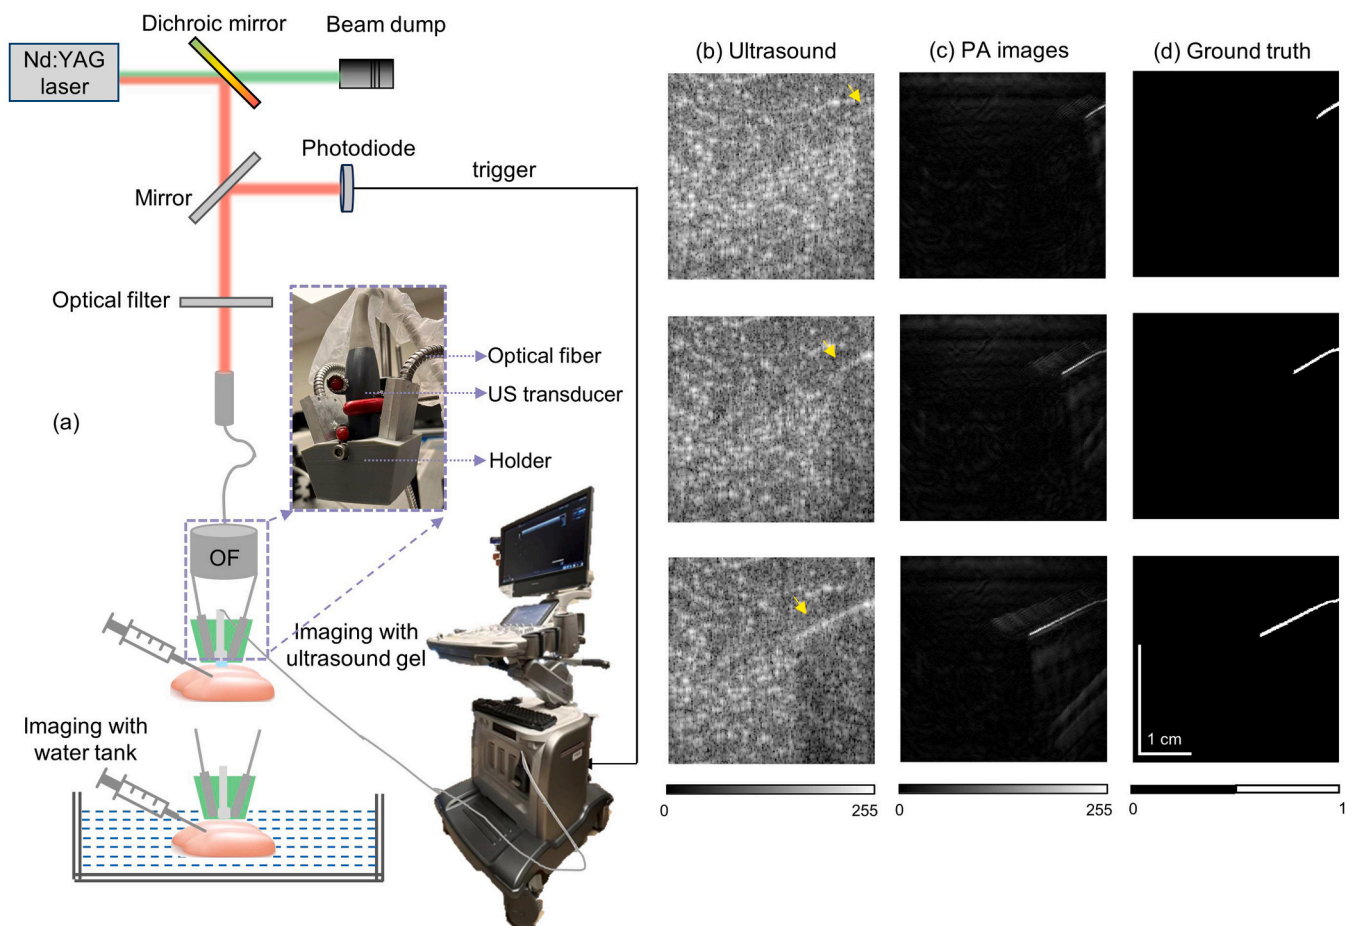 Dichroic mirror
Beam dump
Nd:YAG
laser
Photodiode
trigger
Mirror
Optical filter
Optical fiber
US transducer
(a)
Holder
OF
Imaging with
ultrasound gel
Imaging with
water tank
(b) Ultrasound
(c) PA images
(d) Ground truth
1 cm
0
255
0
255
0
1